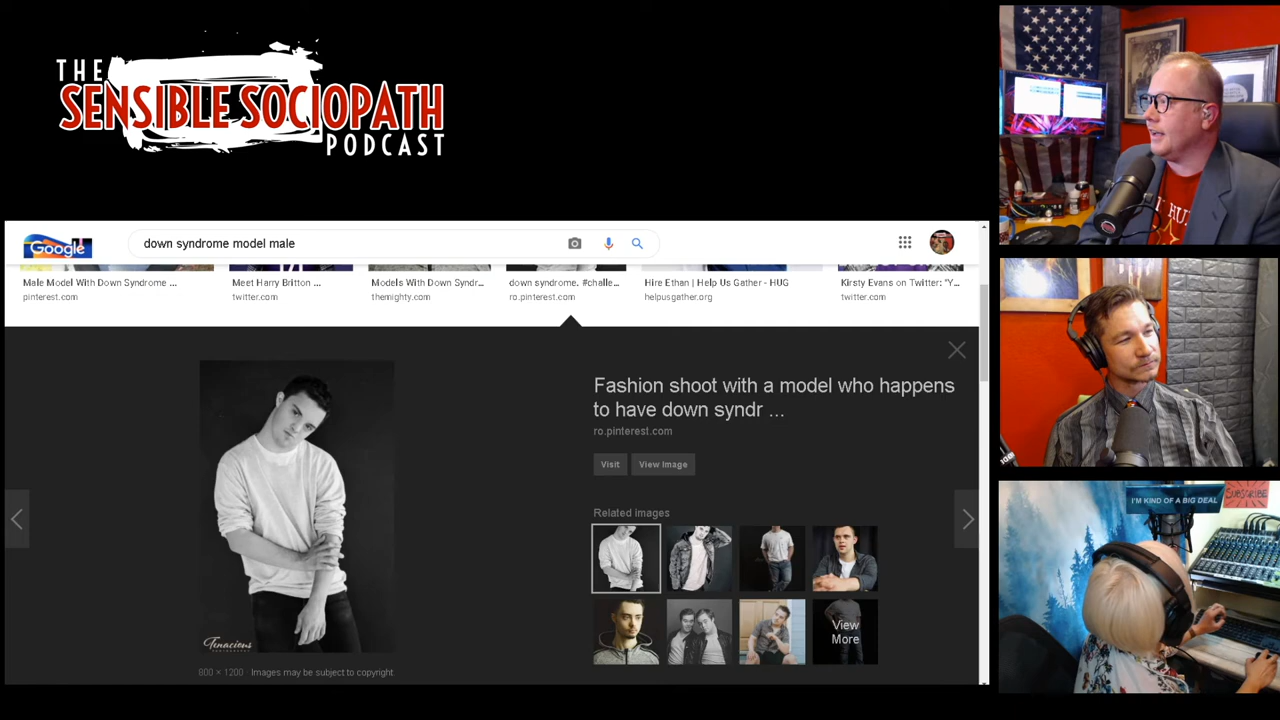 THE
SENSIBLE SOCIOPATH
PODCAST
Google
down syndrome model male
Male Model With Down Syndrome ...
pinterest.com
Meet Harry Britton ...
twitter.com
Models With Down Syndr...
themighty.com
down syndrome. #challe...
ro.pinterest.com
Hire Ethan | Help Us Gather - HUG
helpusgather.org
Kirsty Evans on Twitter: "Y...
twitter.com
Fashion shoot with a model who happens
to have down syndr ...
ro.pinterest.com
Visit
View Image
Related images
View
More
Tenacious
800 × 1200 · Images may be subject to copyright.
I'M KIND OF A BIG DEAL
SUBSCRIBE